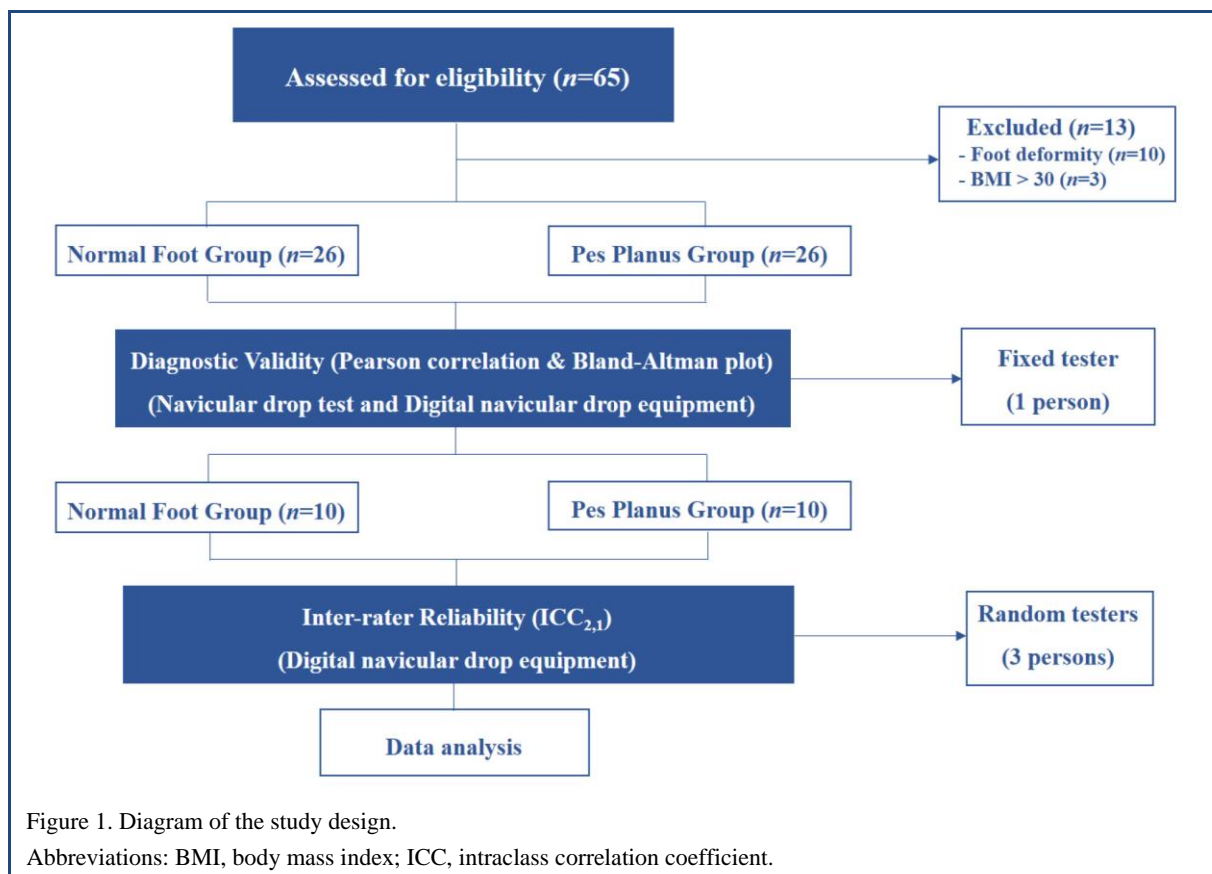 Assessed for eligibility (n=65)
Excluded (n=13)
- Foot deformity (n=10)
- BMI > 30 (n=3)
Normal Foot Group (n=26)
Pes Planus Group (n=26)
Diagnostic Validity (Pearson correlation & Bland-Altman plot)
(Navicular drop test and Digital navicular drop equipment)
Fixed tester
(1 person)
Normal Foot Group (n=10)
Pes Planus Group (n=10)
Inter-rater Reliability (ICC2,1)
(Digital navicular drop equipment)
Random testers
(3 persons)
Data analysis
Figure 1. Diagram of the study design.
Abbreviations: BMI, body mass index; ICC, intraclass correlation coefficient.